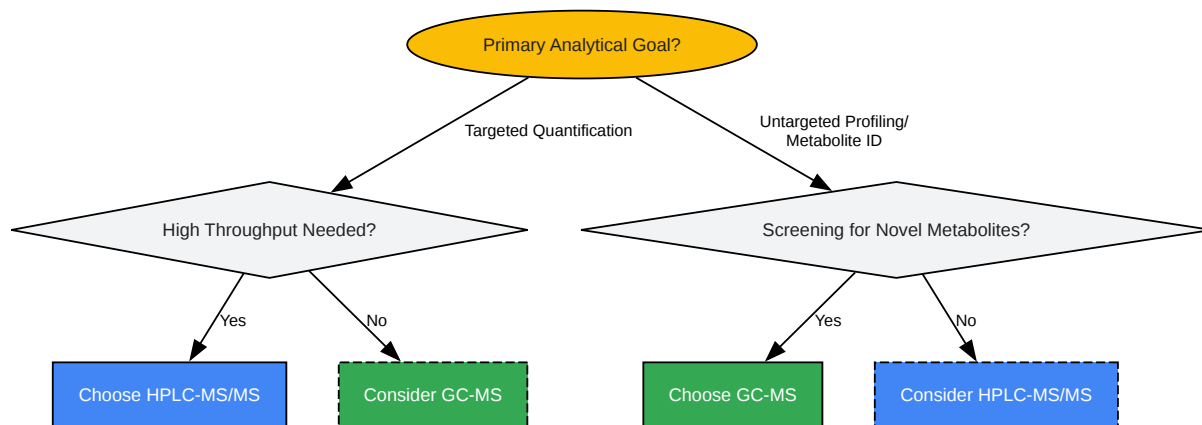 Primary Analytical Goal?
Targeted Quantification
Untargeted Profiling/
Metabolite ID
High Throughput Needed?
Screening for Novel Metabolites?
Yes
No
Yes
No
Choose HPLC-MS/MS
Consider GC-MS
Choose GC-MS
Consider HPLC-MS/MS